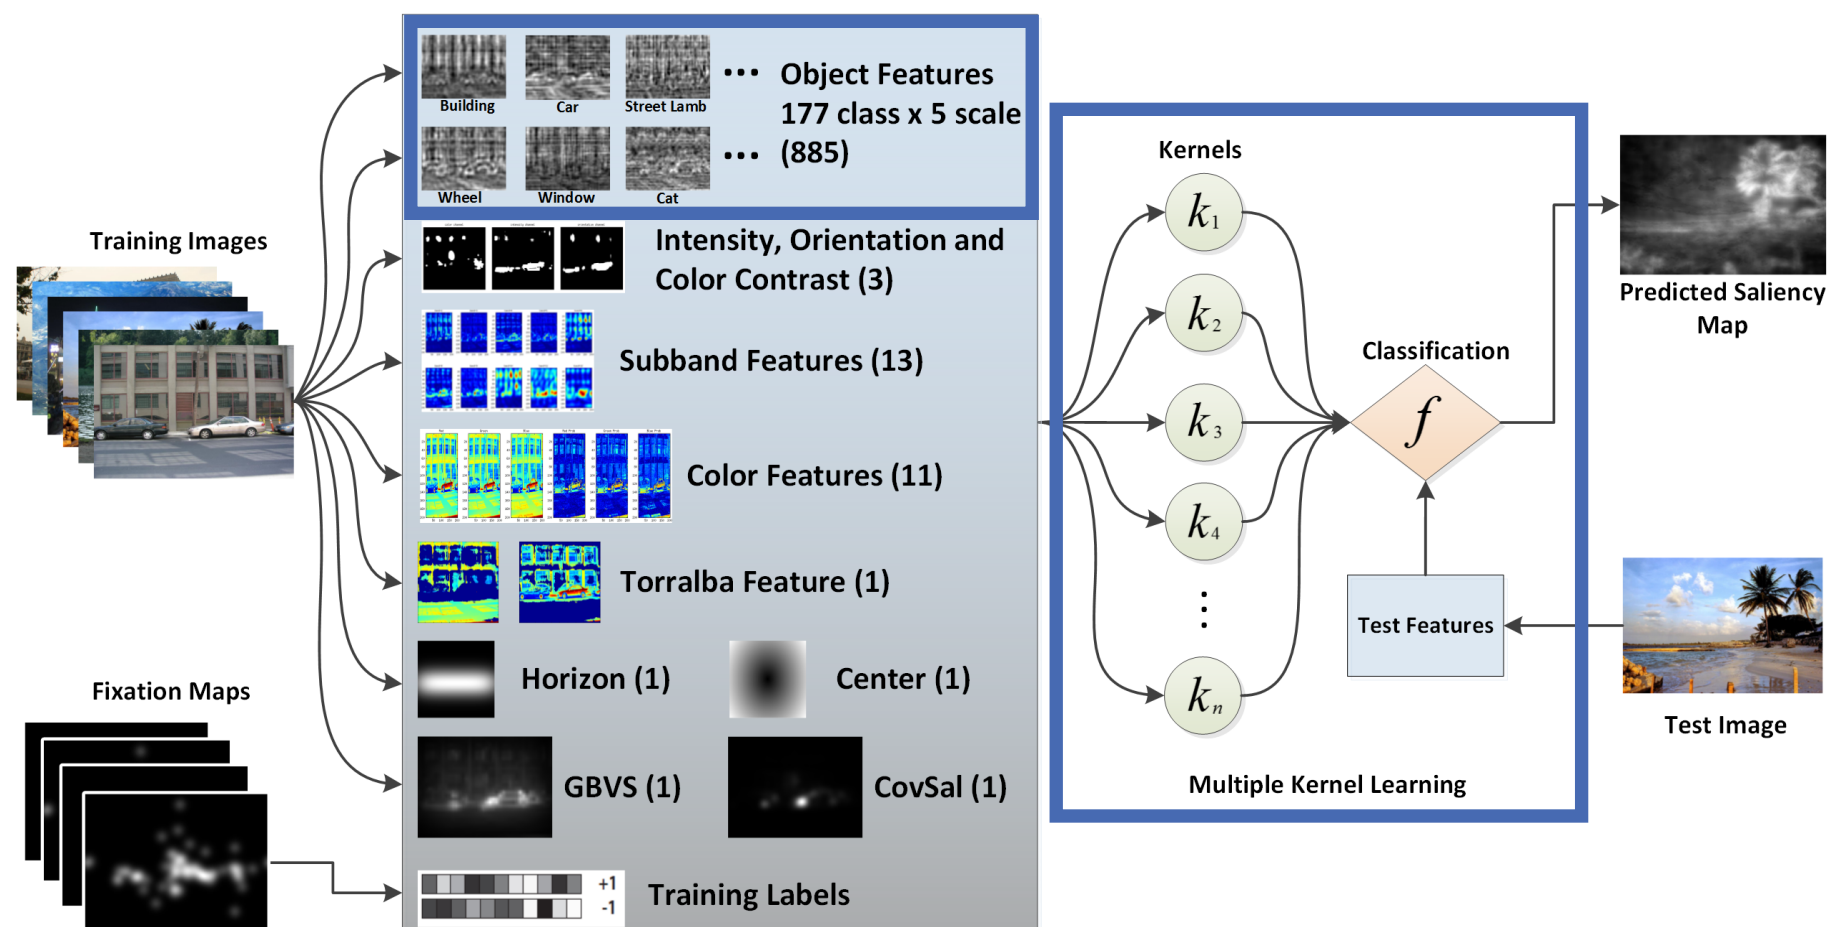 Training Images
Fixation Maps
Building
Car
Street Lamb
...
Object Features
177 class x 5 scale
(885)
Wheel
Window
Cat
...
Intensity, Orientation and
Color Contrast (3)
Subband Features (13)
Color Features (11)
Torralba Feature (1)
Horizon (1)
Center (1)
GBVS (1)
CovSal (1)
+1
-1
Training Labels
Kernels
k1
k2
k3
k4
kn
Classification
f
Test Features
Multiple Kernel Learning
Predicted Saliency
Map
Test Image